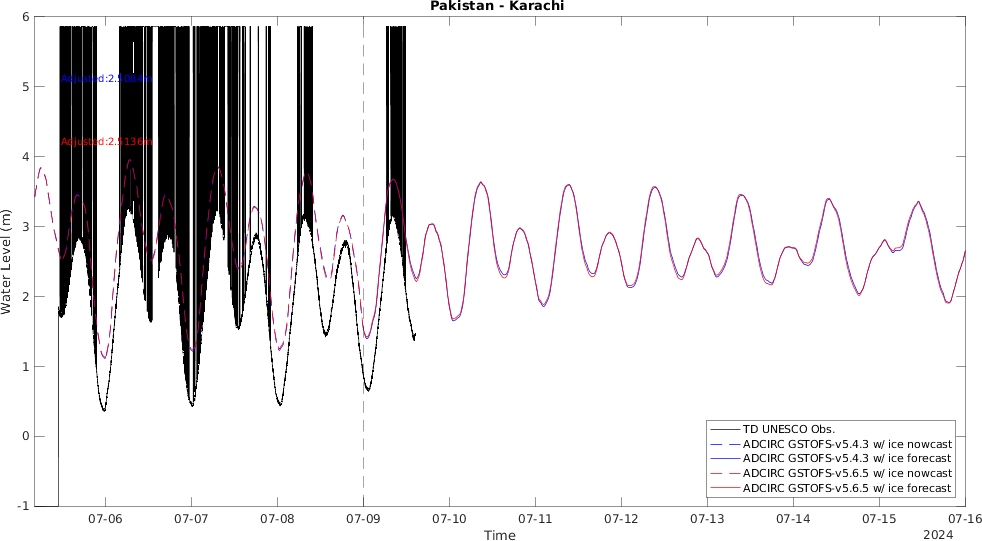 Pakistan - Karachi
6
5
4
3
2
1
0
-1
Water Level (m)
Adjusted:2.5136m
07-06
07-07
07-08
07-09
07-10
07-11
07-12
07-13
07-14
07-15
07-16
Time
2024
TD UNESCO Obs.
ADCIRC GSTOFS-v5.4.3 w/ ice nowcast
ADCIRC GSTOFS-v5.4.3 w/ ice forecast
ADCIRC GSTOFS-v5.6.5 w/ ice nowcast
ADCIRC GSTOFS-v5.6.5 w/ ice forecast